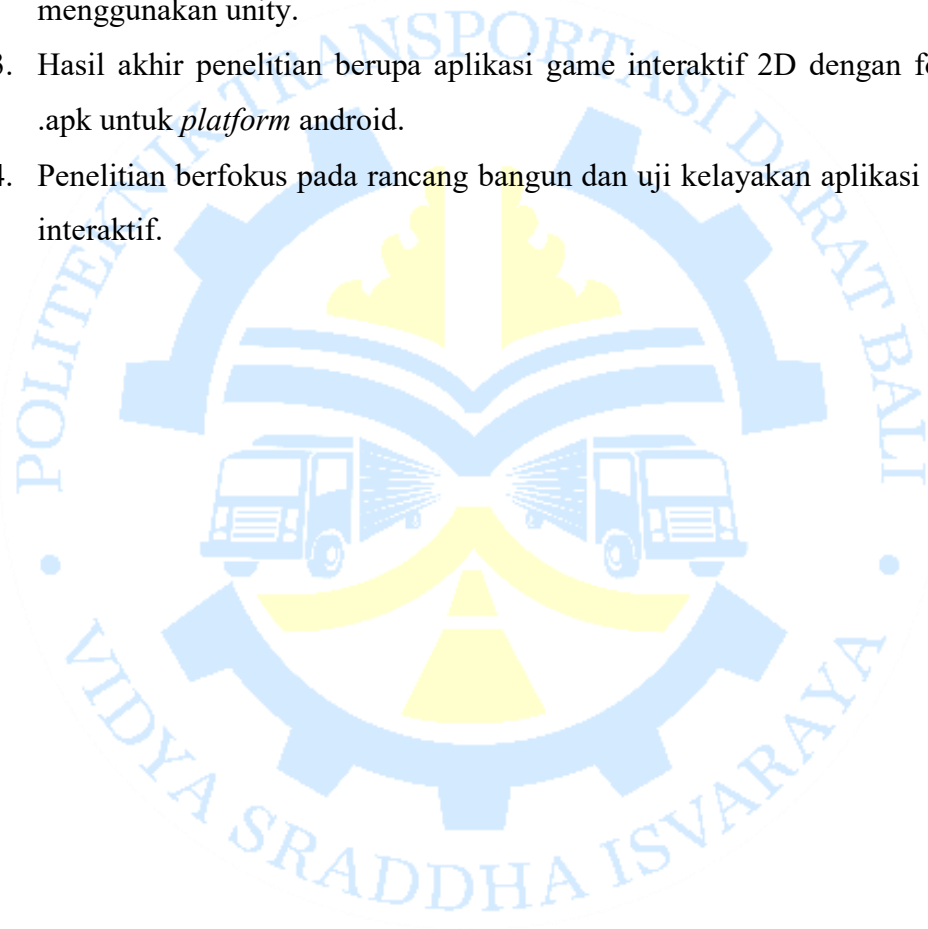 menggunakan unity.
3. Hasil akhir penelitian berupa aplikasi game interaktif 2D dengan
.apk untuk platform android.
4. Penelitian berfokus pada rancang bangun dan uji kelayakan aplikasi
interaktif.
POLITEKNIK TRANSPORTASI DARAT BALI
VIDYA SRADDHA ISVARAYA